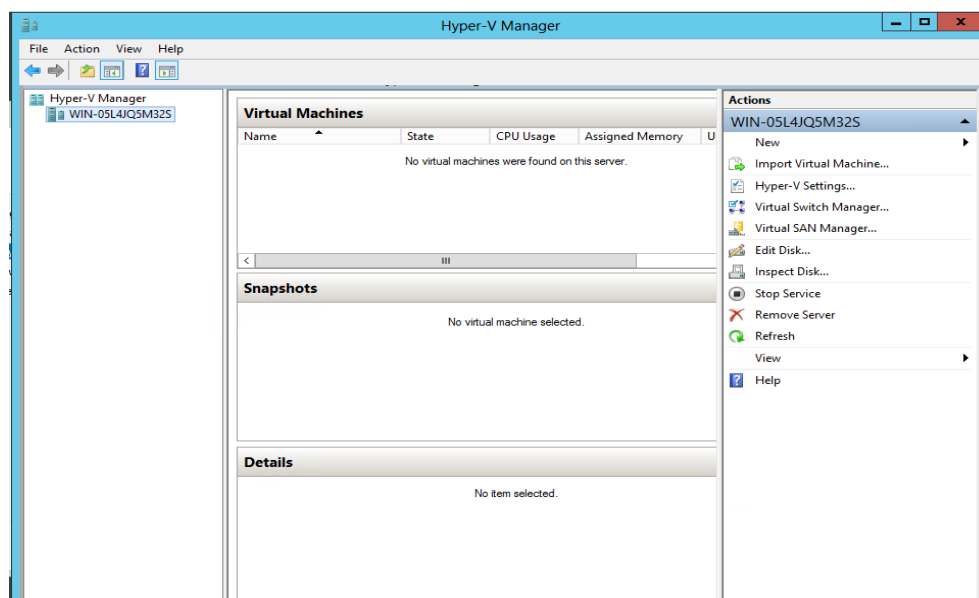 Hyper-V Manager
File Action View Help
Hyper-V Manager
WIN-05L4JQ5M32S
Virtual Machines
Name State CPU Usage Assigned Memory U
No virtual machines were found on this server.
Snapshots
No virtual machine selected.
Details
No item selected.
Actions
WIN-05L4JQ5M32S
New
Import Virtual Machine...
Hyper-V Settings...
Virtual Switch Manager...
Virtual SAN Manager...
Edit Disk...
Inspect Disk...
Stop Service
Remove Server
Refresh
View
Help